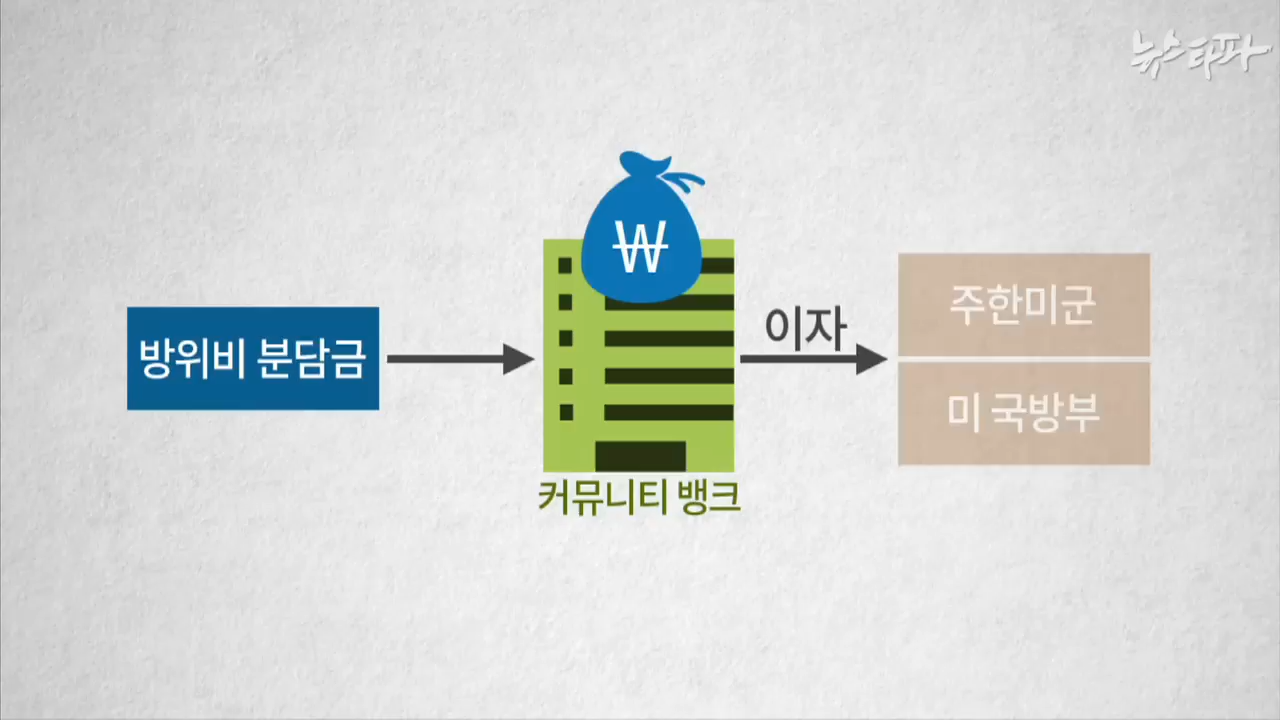 뉴스타파
₩
방위비 분담금
이자
주한미군
미 국방부
커뮤니티 뱅크